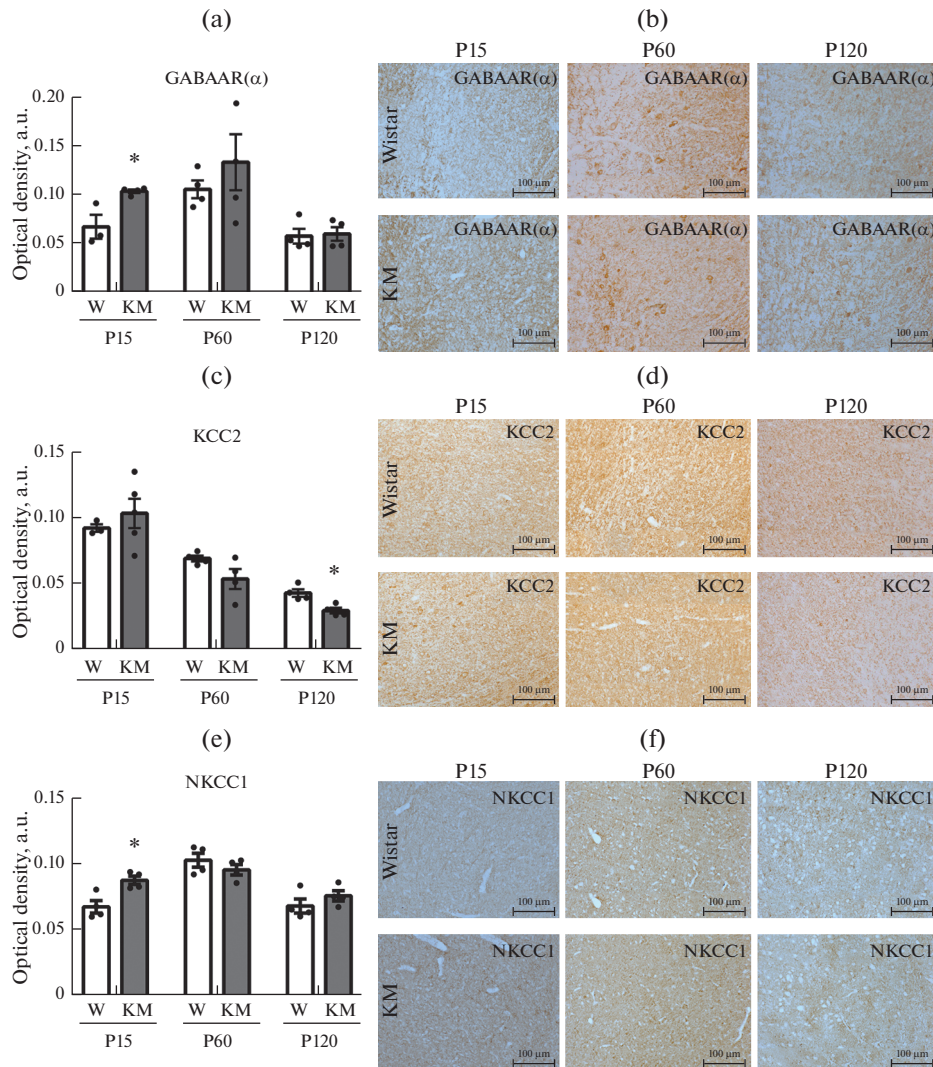 (a)
GABAAR(α)
Optical density, a.u.
0.20
0.15
0.10
0.05
0
*
W KM W KM W KM
P15 P60 P120
(b)
P15 P60 P120
Wistar
GABAAR(α) GABAAR(α) GABAAR(α)
100 µm 100 µm 100 µm
KM
GABAAR(α) GABAAR(α) GABAAR(α)
100 µm 100 µm 100 µm
(c)
KCC2
Optical density, a.u.
0.15
0.10
0.05
0
*
W KM W KM W KM
P15 P60 P120
(d)
P15 P60 P120
Wistar
KCC2 KCC2 KCC2
100 µm 100 µm 100 µm
KM
KCC2 KCC2 KCC2
100 µm 100 µm 100 µm
(e)
NKCC1
Optical density, a.u.
0.15
0.10
0.05
0
*
W KM W KM W KM
P15 P60 P120
(f)
P15 P60 P120
Wistar
NKCC1 NKCC1 NKCC1
100 µm 100 µm 100 µm
KM
NKCC1 NKCC1 NKCC1
100 µm 100 µm 100 µm